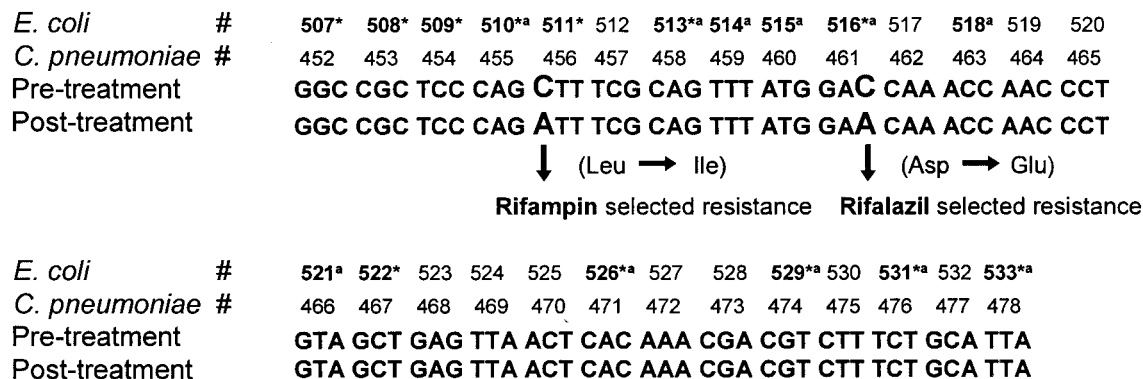 E. coli # 507* 508* 509* 510*ª 511* 512 513*ª 514*ª 515ª 516*ª 517 518ª 519 520
C. pneumoniae # 452 453 454 455 456 457 458 459 460 461 462 463 464 465
Pre-treatment GGC CGC TCC CAG CTT TCG CAG TTT ATG GAC CAA ACC AAC CCT
Post-treatment GGC CGC TCC CAG ATT TCG CAG TTT ATG GAA CAA ACC AAC CCT
↓ (Leu → Ile) ↓ (Asp → Glu)
Rifampin selected resistance Rifalazil selected resistance
E. coli # 521ª 522* 523 524 525 526*ª 527 528 529*ª 530 531*ª 532 533*ª
C. pneumoniae # 466 467 468 469 470 471 472 473 474 475 476 477 478
Pre-treatment GTA GCT GAG TTA ACT CAC AAA CGA CGT CTT TCT GCA TTA
Post-treatment GTA GCT GAG TTA ACT CAC AAA CGA CGT CTT TCT GCA TTA